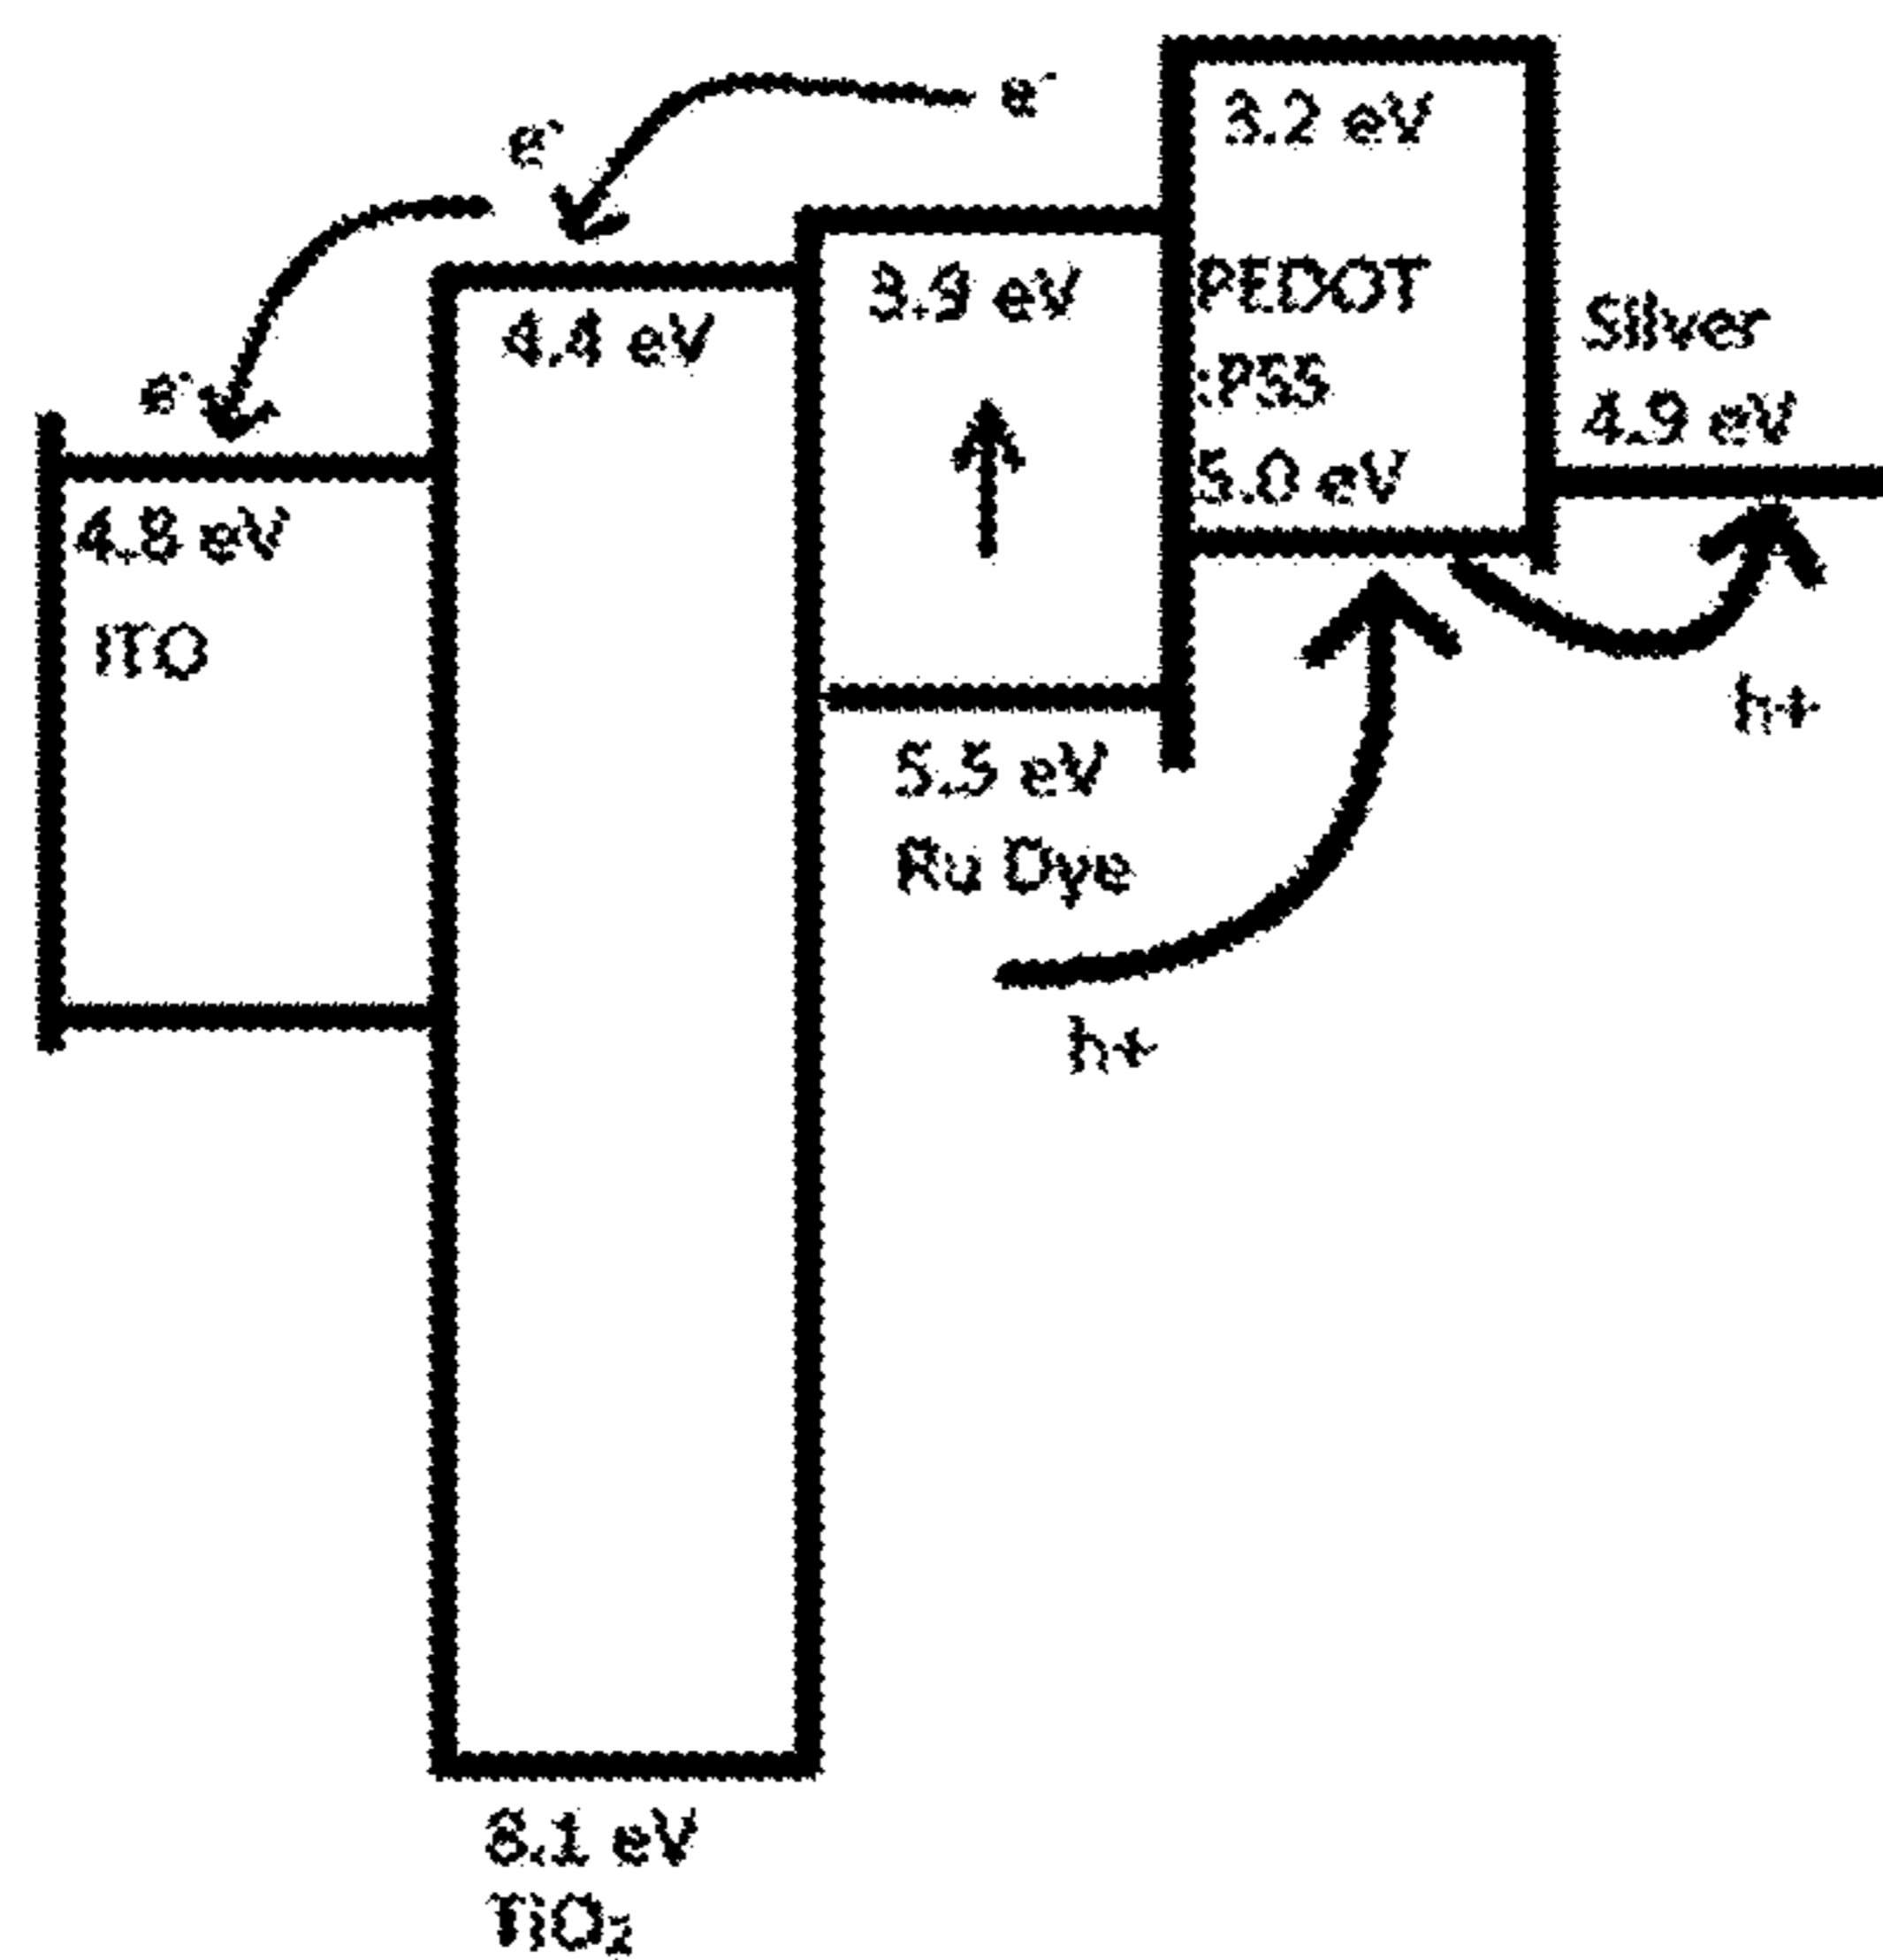 e-
e-
3.2 eV
3.9 eV
4.4 eV
PEDOT
:PSS
5.0 eV
Silver
4.9 eV
e-
4.8 eV
ITO
5.5 eV
Ru Dye
h+
h+
8.1 eV
TiO₂